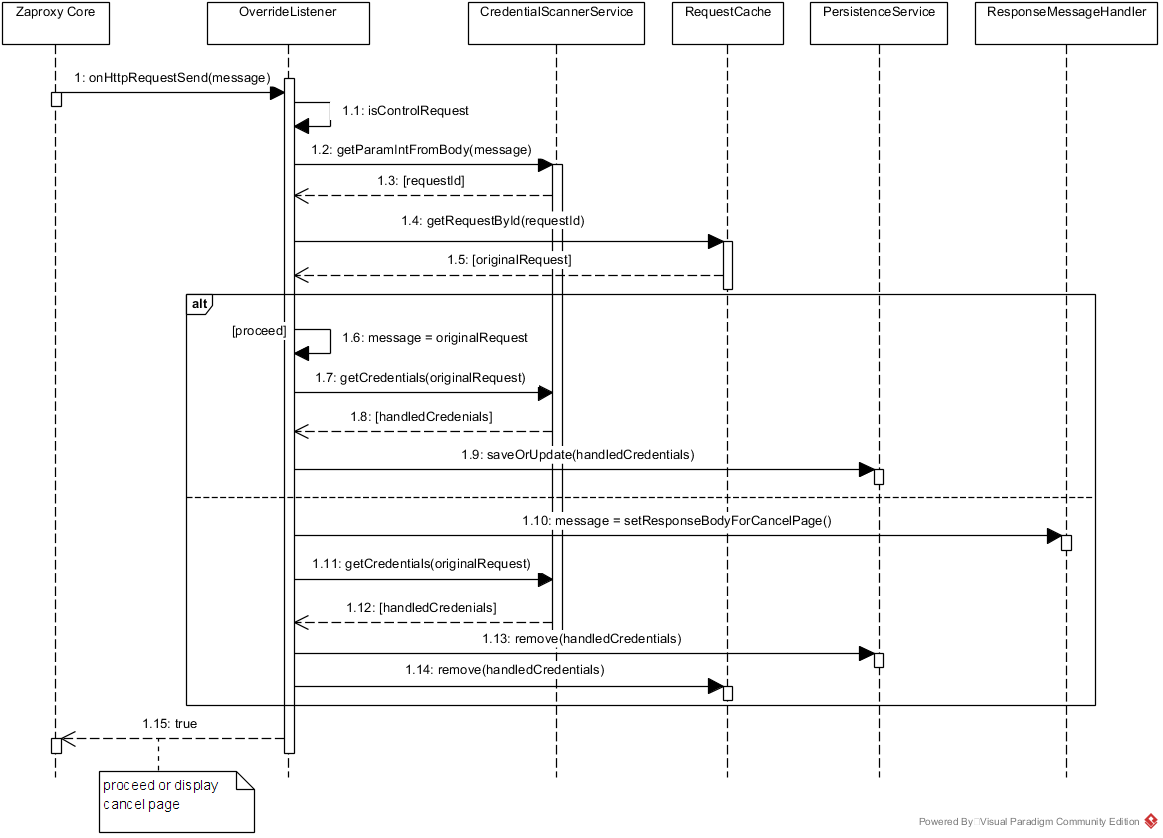 Zaproxy Core
OverrideListener
CredentialScannerService
RequestCache
PersistenceService
ResponseMessageHandler
1: onHttpRequestSend(message)
1.1: isControlRequest
1.2: getParamIntFromBody(message)
1.3: [requestId]
1.4: getRequestById(requestId)
1.5: [originalRequest]
alt
[proceed]
1.6: message = originalRequest
1.7: getCredentials(originalRequest)
1.8: [handledCredenials]
1.9: saveOrUpdate(handledCredentials)
1.10: message = setResponseBodyForCancelPage()
1.11: getCredentials(originalRequest)
1.12: [handledCredenials]
1.13: remove(handledCredentials)
1.14: remove(handledCredentials)
1.15: true
proceed or display
cancel page
Powered By Visual Paradigm Community Edition